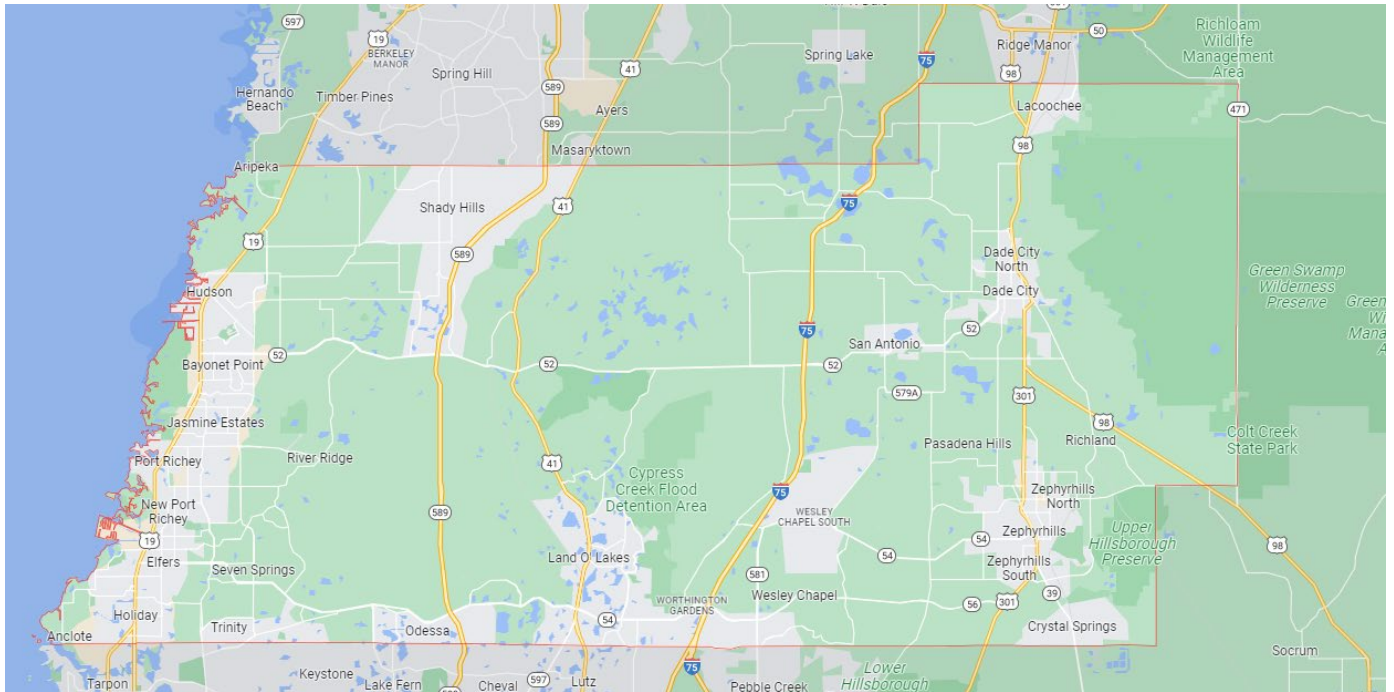 597
19
BERKELEY
MANOR
Spring Hill
589
41
Spring Lake
75
Ridge Manor
50
98
Richloam
Wildlife
Management
Area
Hernando
Beach
Timber Pines
589
Ayers
Lacoochee
471
Masaryktown
98
Aripeka
Shady Hills
41
75
19
589
Dade City
North
Dade City
Green Swamp
Wilderness
Preserve
Hudson
75
52
San Antonio
52
Bayonet Point
52
52
579A
301
Jasmine Estates
98
Richland
Pasadena Hills
Colt Creek
State Park
Port Richey
River Ridge
41
Cypress
Creek Flood
Detention Area
75
New Port
Richey
589
WESLEY
CHAPEL SOUTH
Zephyrhills
North
Zephyrhills
Upper
Hillsborough
Preserve
19
Elfers
Seven Springs
Land O' Lakes
54
54
98
Zephyrhills
South
581
Wesley Chapel
WORTHINGTON
GARDENS
56
301
39
Holiday
Trinity
Odessa
54
Crystal Springs
Anclote
Socrum
75
Keystone
Lake Fern
Cheval
597
Lutz
Pebble Creek
Lower
Hillsborough
Tarpon